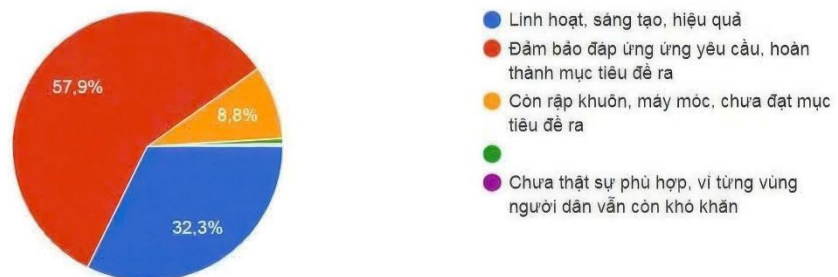 57,9%
8,8%
32,3%
Linh hoạt, sáng tạo, hiệu quả
Đảm bảo đáp ứng ứng yêu cầu, hoàn
thành mục tiêu đề ra
Còn rập khuôn, máy móc, chưa đạt mục
tiêu đề ra
Chưa thật sự phù hợp, vì từng vùng
người dân vẫn còn khó khăn